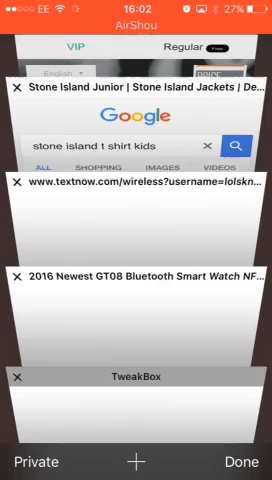 EE 16:02 27%
AirShou
VIP Regular Free
English
Stone Island Junior | Stone Island Jackets | De...
Google
stone island t shirt kids
ALL SHOPPING IMAGES VIDEOS
www.textnow.com/wireless?username=lolskn...
2016 Newest GT08 Bluetooth Smart Watch NF...
TweakBox
Private + Done